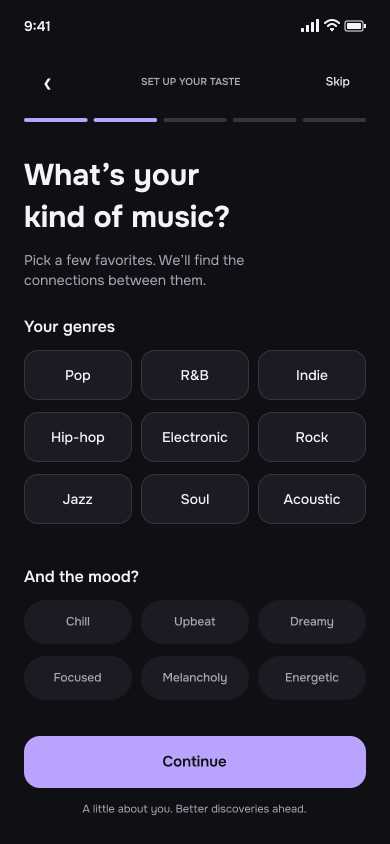 9:41
SET UP YOUR TASTE
Skip
What’s your
kind of music?
Pick a few favorites. We’ll find the
connections between them.
Your genres
Pop R&B Indie
Hip-hop Electronic Rock
Jazz Soul Acoustic
And the mood?
Chill Upbeat Dreamy
Focused Melancholy Energetic
Continue
A little about you. Better discoveries ahead.